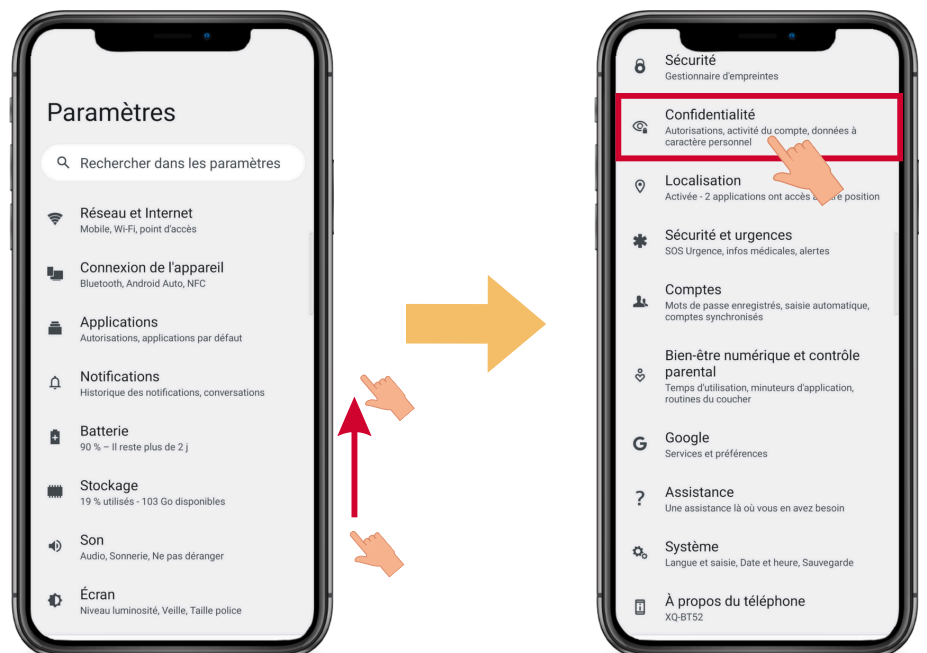 Paramètres
Rechercher dans les paramètres
Réseau et Internet
Mobile, Wi-Fi, point d'accès
Connexion de l'appareil
Bluetooth, Android Auto, NFC
Applications
Autorisations, applications par défaut
Notifications
Historique des notifications, conversations
Batterie
90 % – Il reste plus de 2 j
Stockage
19 % utilisés - 103 Go disponibles
Son
Audio, Sonnerie, Ne pas déranger
Écran
Niveau luminosité, Veille, Taille police
Sécurité
Gestionnaire d'empreintes
Confidentialité
Autorisations, activité du compte, données à
caractère personnel
Localisation
Activée - 2 applications ont accès à position
Sécurité et urgences
SOS Urgence, infos médicales, alertes
Comptes
Mots de passe enregistrés, saisie automatique,
comptes synchronisés
Bien-être numérique et contrôle
parental
Temps d'utilisation, minuteurs d'application,
routines du coucher
Google
Services et préférences
Assistance
Une assistance là où vous en avez besoin
Système
Langue et saisie, Date et heure, Sauvegarde
À propos du téléphone
XQ-BT52